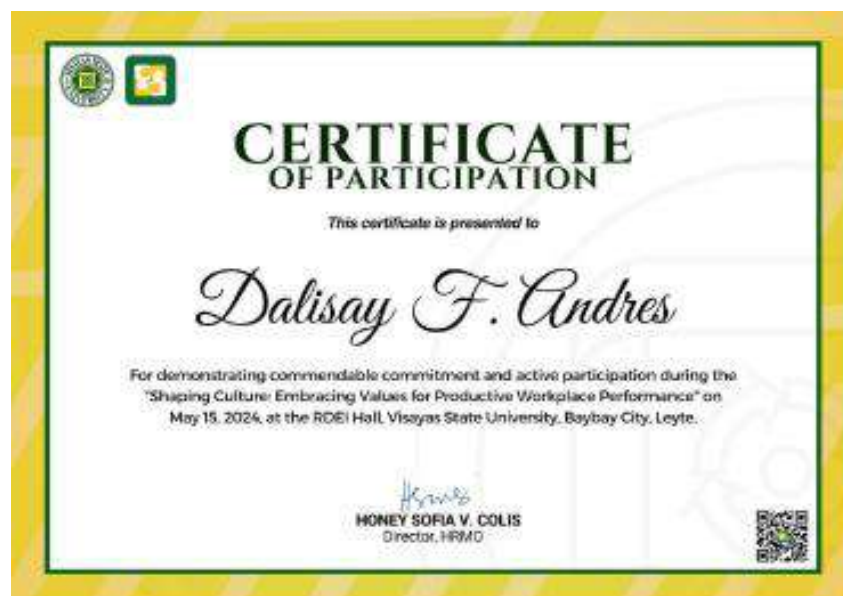 CERTIFICATE
OF PARTICIPATION
This certificate is presented to
Dalisay F. Andres
For demonstrating commendable commitment and active participation during the
"Shaping Culture: Embracing Values for Productive Workplace Performance" on
May 15, 2024, at the RDEI Hall, Visayas State University, Baybay City, Leyte.
HONEY SOFIA V. COLIS
Director, HRMO